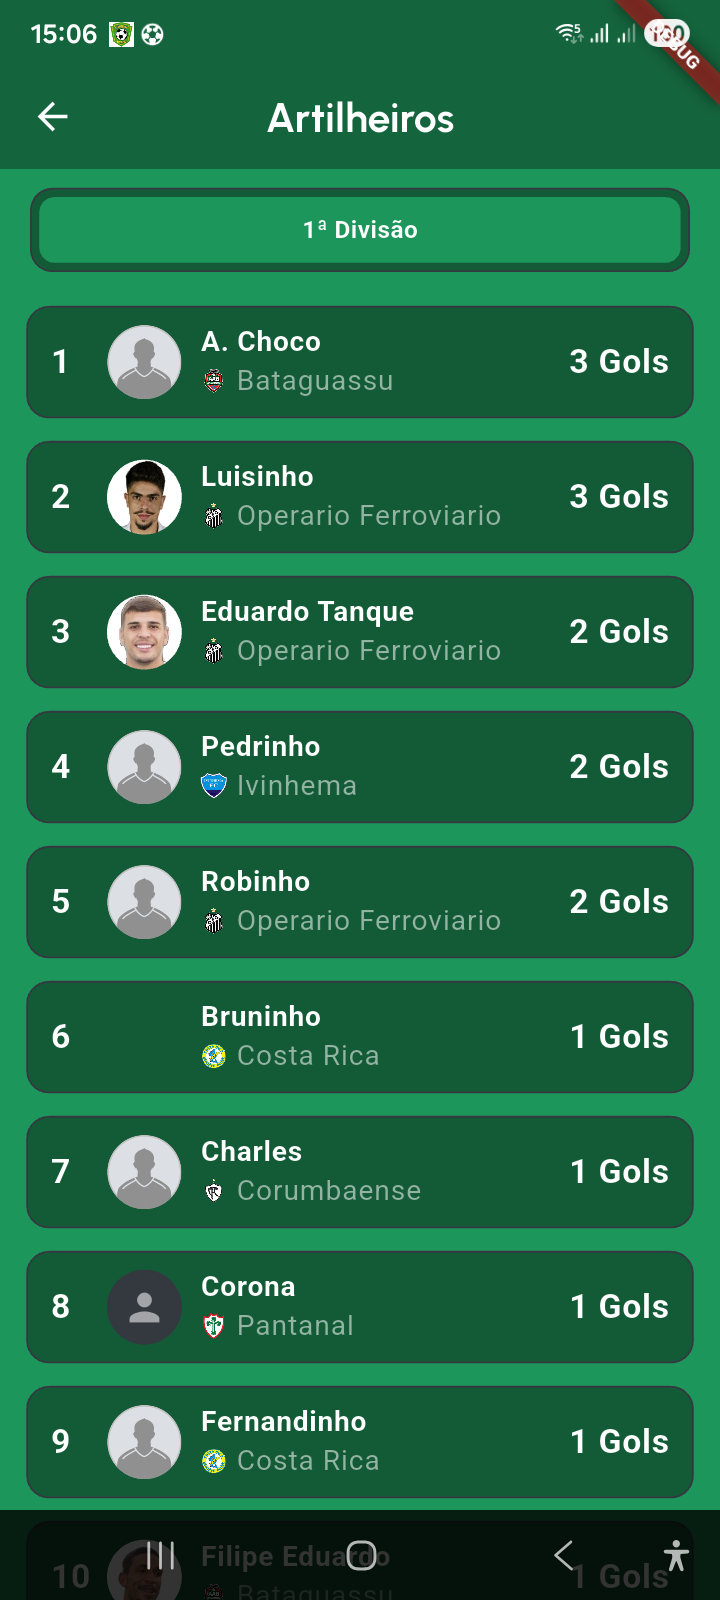 15:06
Artilheiros
1ª Divisão
1
A. Choco
Bataguassu
3 Gols
2
Luisinho
Operario Ferroviario
3 Gols
3
Eduardo Tanque
Operario Ferroviario
2 Gols
4
Pedrinho
Ivinhema
2 Gols
5
Robinho
Operario Ferroviario
2 Gols
6
Bruninho
Costa Rica
1 Gols
7
Charles
Corumbaense
1 Gols
8
Corona
Pantanal
1 Gols
9
Fernandinho
Costa Rica
1 Gols
10
Filipe Eduardo
Bataguassu
1 Gols